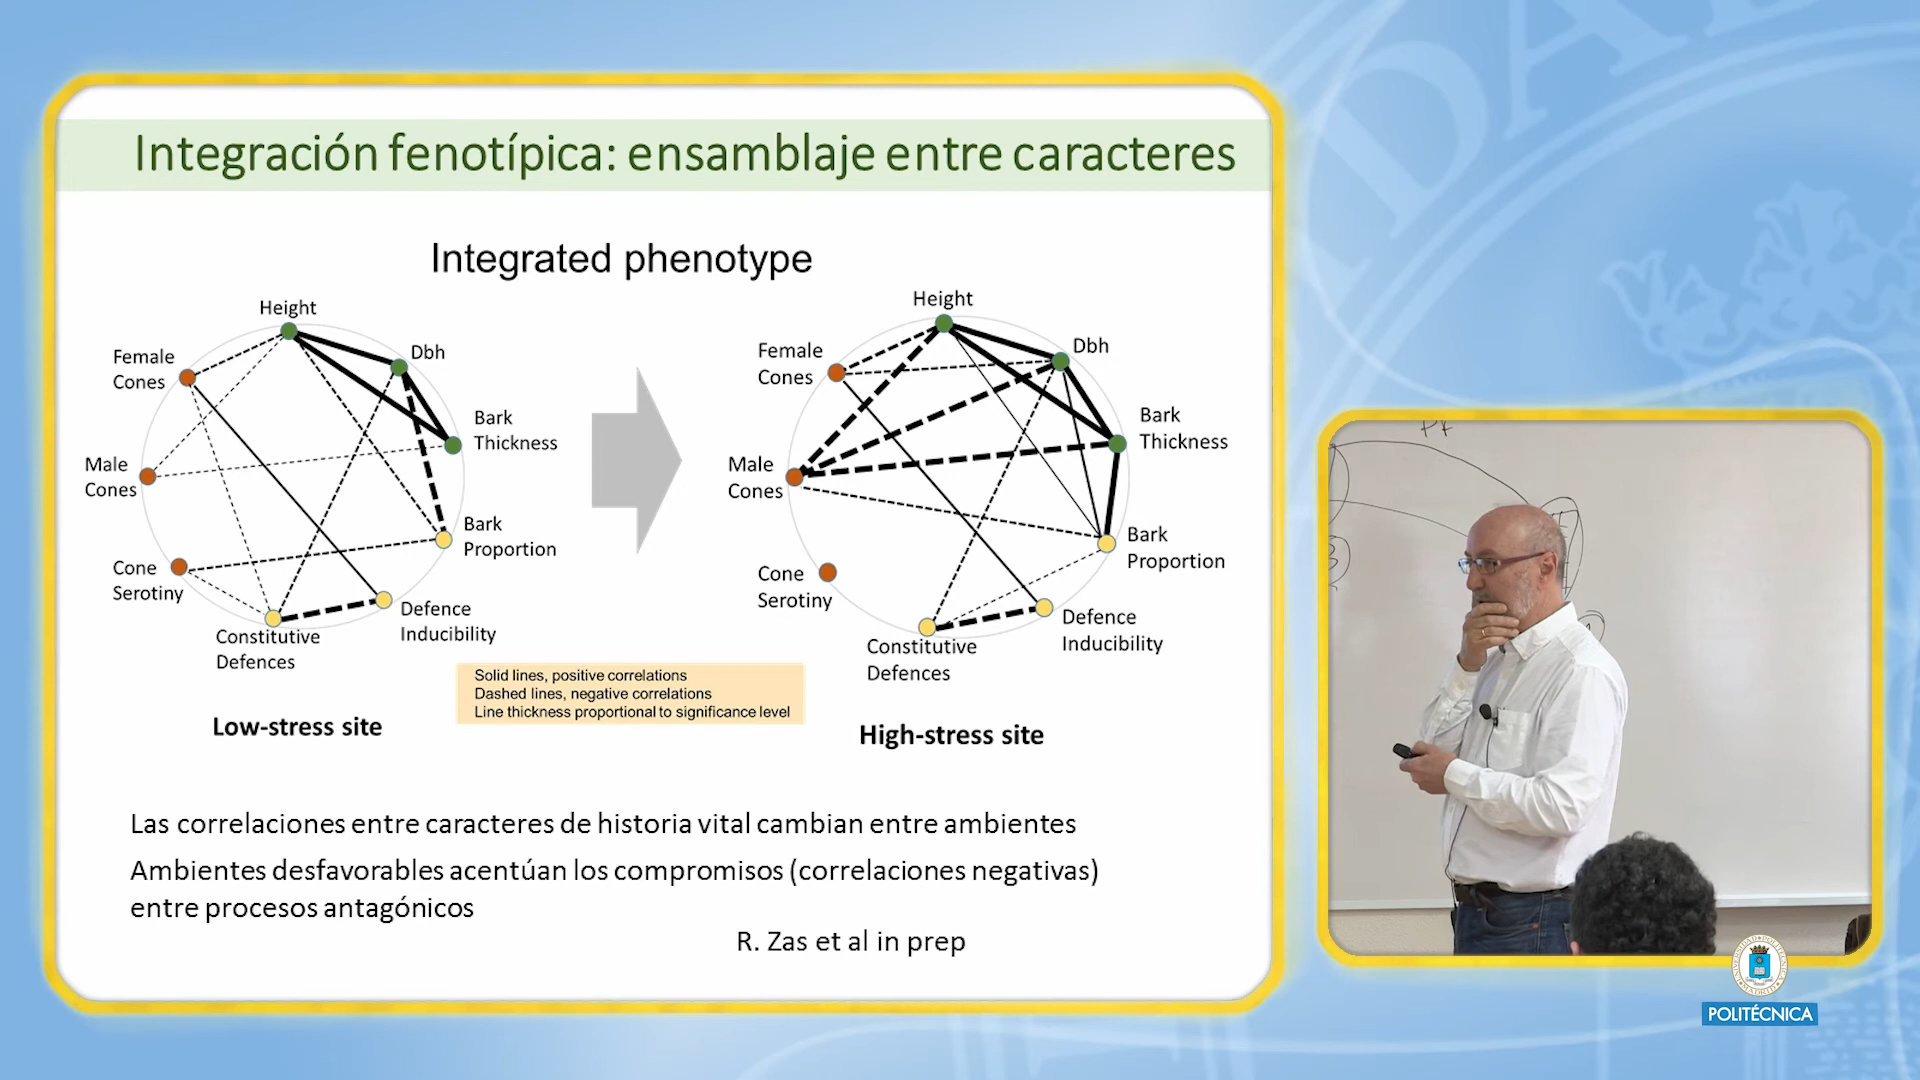 Integración fenotípica: ensamblaje entre caracteres
Integrated phenotype
Height
Female
Cones
Dbh
Bark
Thickness
Male
Cones
Bark
Proportion
Cone
Serotiny
Defence
Inducibility
Constitutive
Defences
Low-stress site
Height
Female
Cones
Dbh
Bark
Thickness
Male
Cones
Bark
Proportion
Cone
Serotiny
Defence
Inducibility
Constitutive
Defences
High-stress site
Solid lines, positive correlations
Dashed lines, negative correlations
Line thickness proportional to significance level
Las correlaciones entre caracteres de historia vital cambian entre ambientes
Ambientes desfavorables acentúan los compromisos (correlaciones negativas)
entre procesos antagónicos
R. Zas et al in prep
POLITÉCNICA